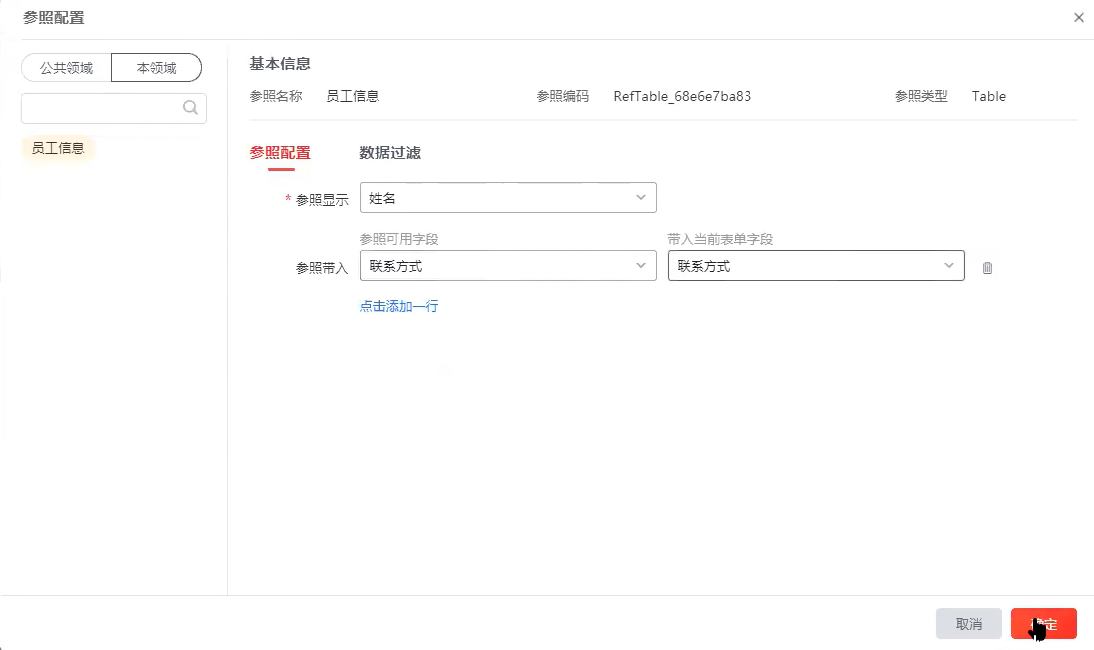 参照配置
公共领域 本领域
员工信息
基本信息
参照名称 员工信息 参照编码 RefTable_68e6e7ba83 参照类型 Table
参照配置 数据过滤
* 参照显示 姓名
参照可用字段 带入当前表单字段
参照带入 联系方式 联系方式
点击添加一行
取消 定